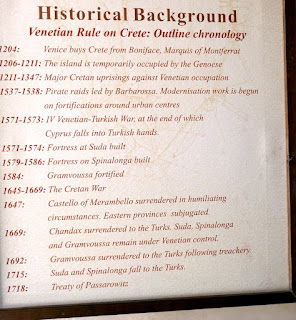 Historical Background
Venetian Rule on Crete: Outline chronology
1204: Venice buys Crete from Boniface, Marquis of Montferrat
1206-1211: The island is temporarily occupied by the Genoese
1211-1347: Major Cretan uprisings against Venetian occupation
1537-1538: Pirate raids led by Barbarossa. Modernisation work is begun
on fortifications around urban centres
1571-1573: IV Venetian-Turkish War, at the end of which
Cyprus falls into Turkish hands.
1571-1574: Fortress at Suda built
1579-1586: Fortress on Spinalonga built
1584: Gramvoussa fortified
1645-1669: The Cretan War
1647: Castello of Merambello surrendered in humiliating
circumstances. Eastern provinces subjugated.
1669: Chandax surrendered to the Turks. Suda, Spinalonga
and Gramvoussa remain under Venetian control.
1692: Gramvoussa surrendered to the Turks following treachery.
1715: Suda and Spinalonga fall to the Turks.
1718: Treaty of Passarowitz